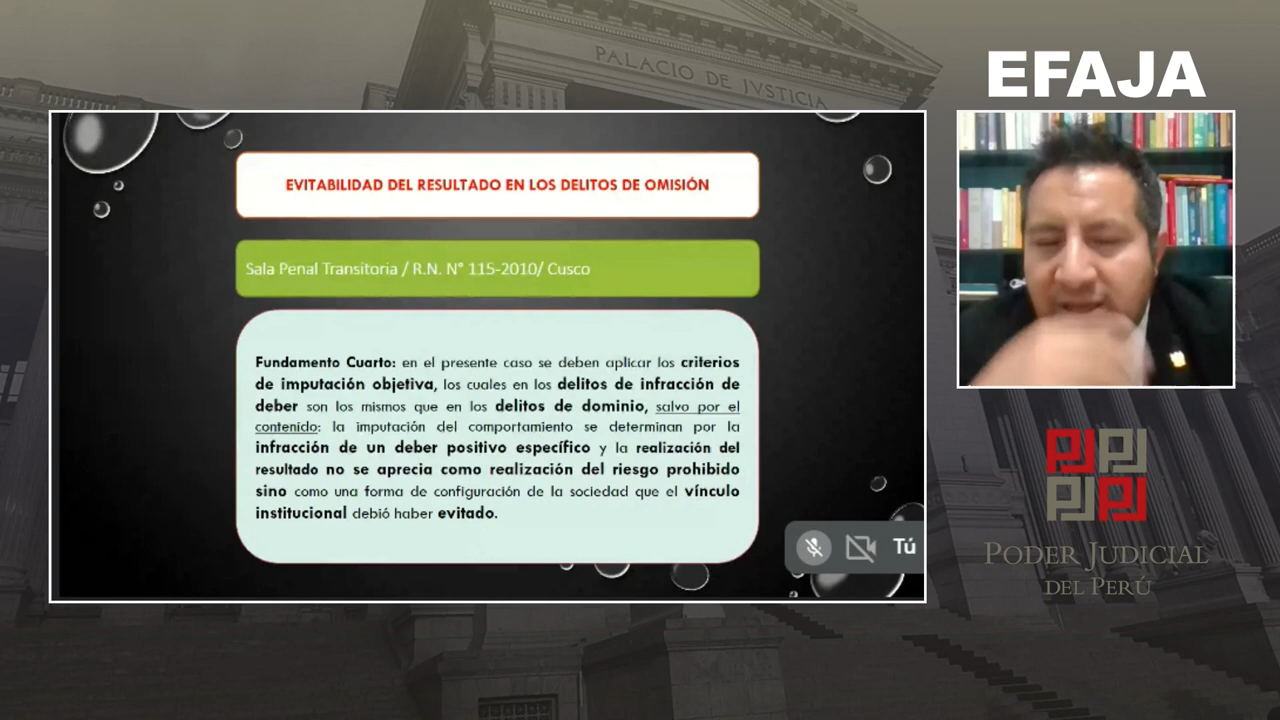 PALACIO DE JUSTICIA
EFAJA
EVITABILIDAD DEL RESULTADO EN LOS DELITOS DE OMISIÓN
Sala Penal Transitoria / R.N. N° 115-2010/ Cusco
Fundamento Cuarto: en el presente caso se deben aplicar los criterios
de imputación objetiva, los cuales en los delitos de infracción de
deber son los mismos que en los delitos de dominio, salvo por el
contenido: la imputación del comportamiento se determinan por la
infracción de un deber positivo específico y la realización del
resultado no se aprecia como realización del riesgo prohibido
sino como una forma de configuración de la sociedad que el vínculo
institucional debió haber evitado.
Tú
PJPJ
PJPJ
PODER JUDICIAL
DEL PERÚ